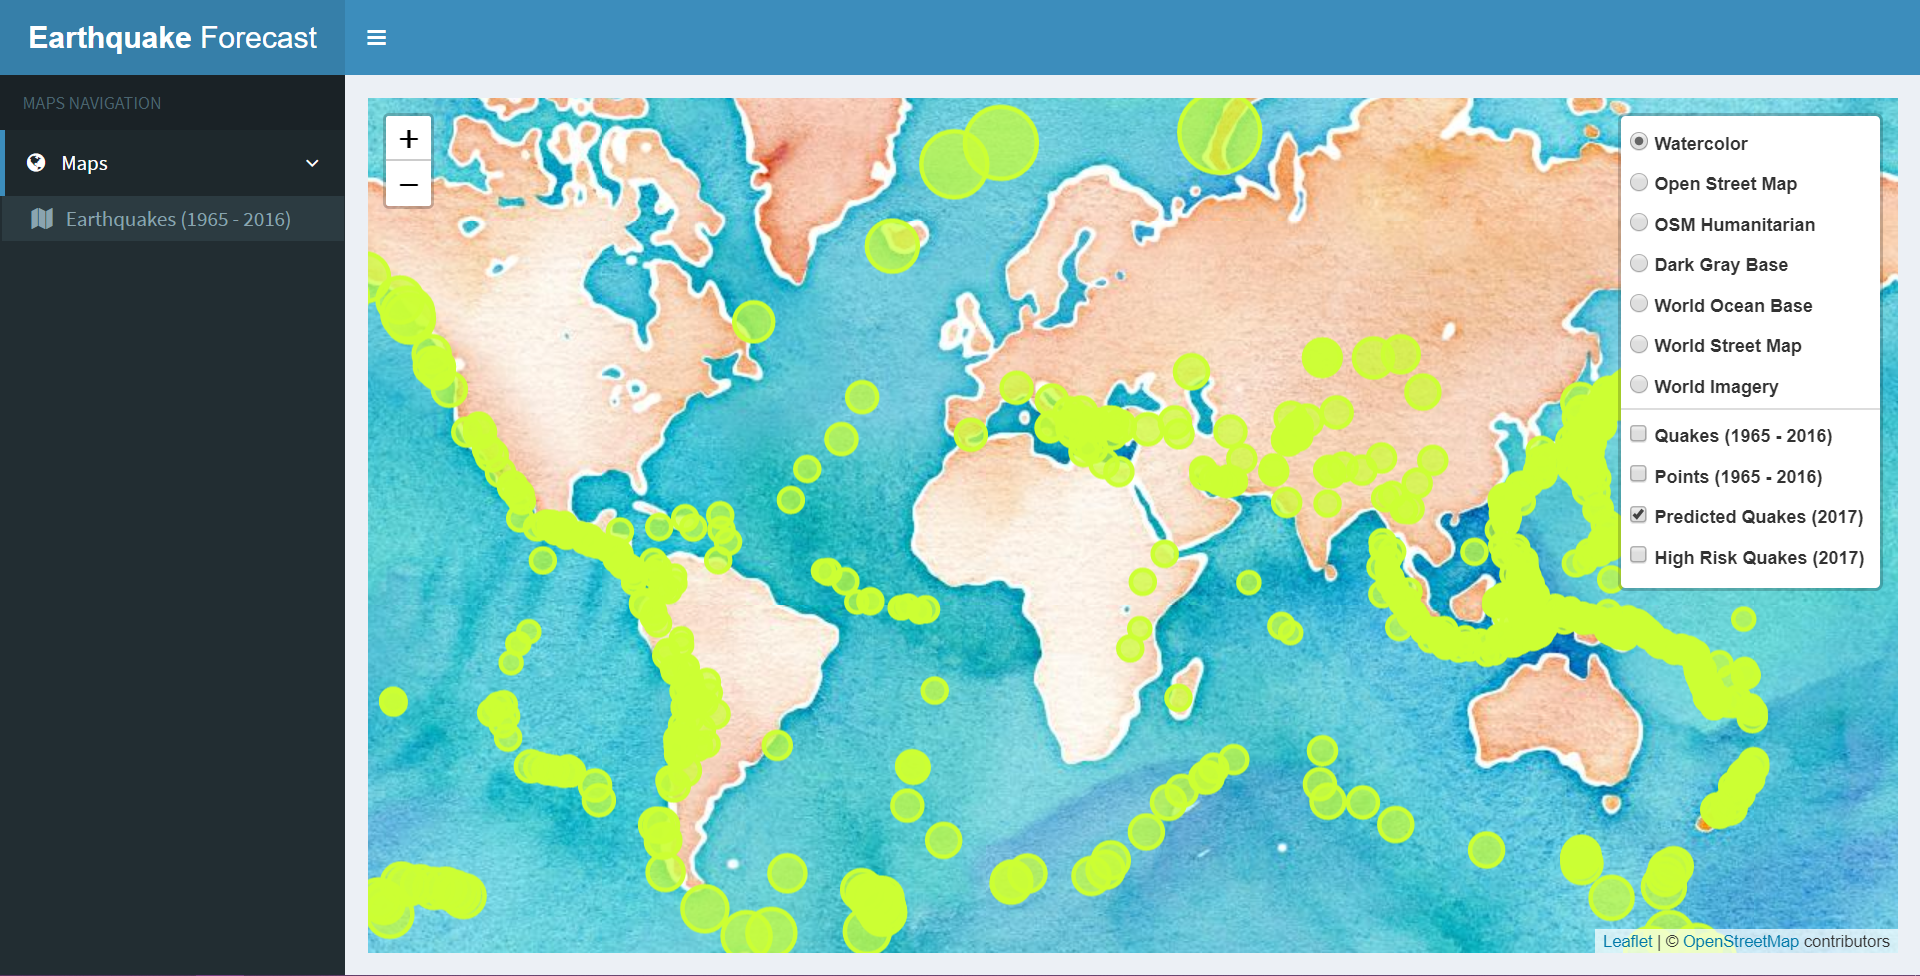 Earthquake Forecast
MAPS NAVIGATION
Maps
Earthquakes (1965 - 2016)
+
−
Watercolor
Open Street Map
OSM Humanitarian
Dark Gray Base
World Ocean Base
World Street Map
World Imagery
Quakes (1965 - 2016)
Points (1965 - 2016)
Predicted Quakes (2017)
High Risk Quakes (2017)
Leaflet | © OpenStreetMap contributors